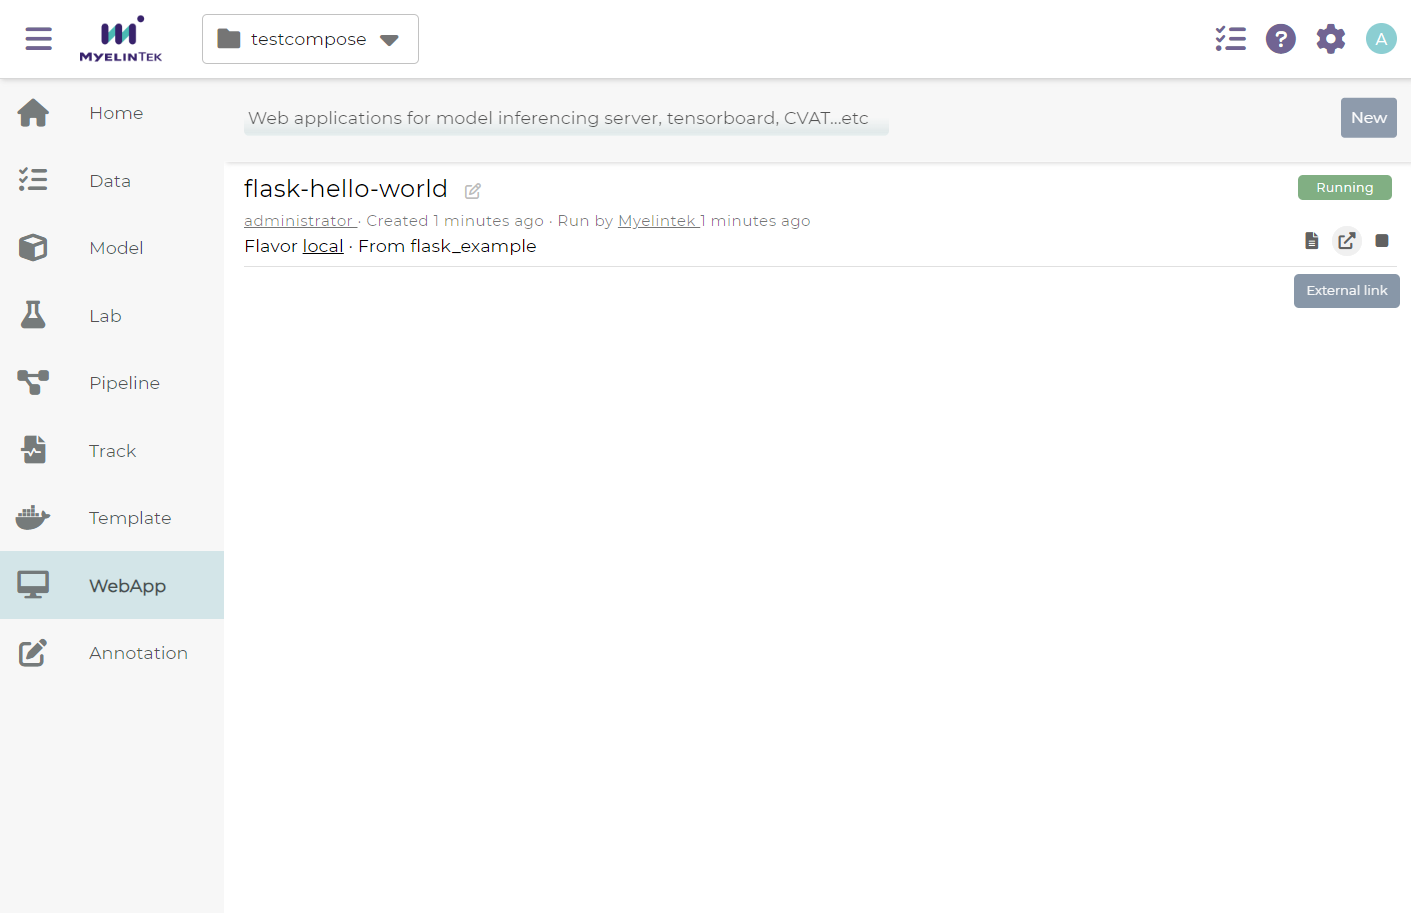 MYELINTEK
testcompose
?
A
Home
Data
Model
Lab
Pipeline
Track
Template
WebApp
Annotation
Web applications for model inferencing server, tensorboard, CVAT...etc
New
flask-hello-world
Running
administrator · Created 1 minutes ago · Run by Myelintek 1 minutes ago
Flavor local · From flask_example
External link